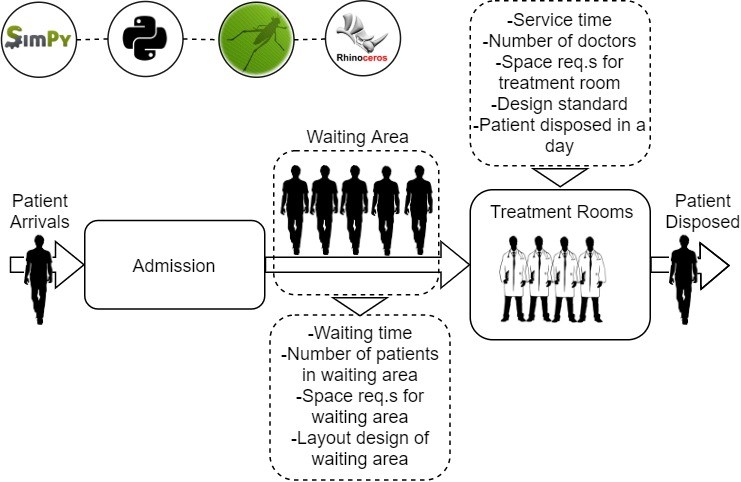 SimPy
Rhinoceros
-Service time
-Number of doctors
-Space req.s for
treatment room
-Design standard
-Patient disposed in a
day
Waiting Area
Patient
Arrivals
Admission
Treatment Rooms
Patient
Disposed
-Waiting time
-Number of patients
in waiting area
-Space req.s for
waiting area
-Layout design of
waiting area